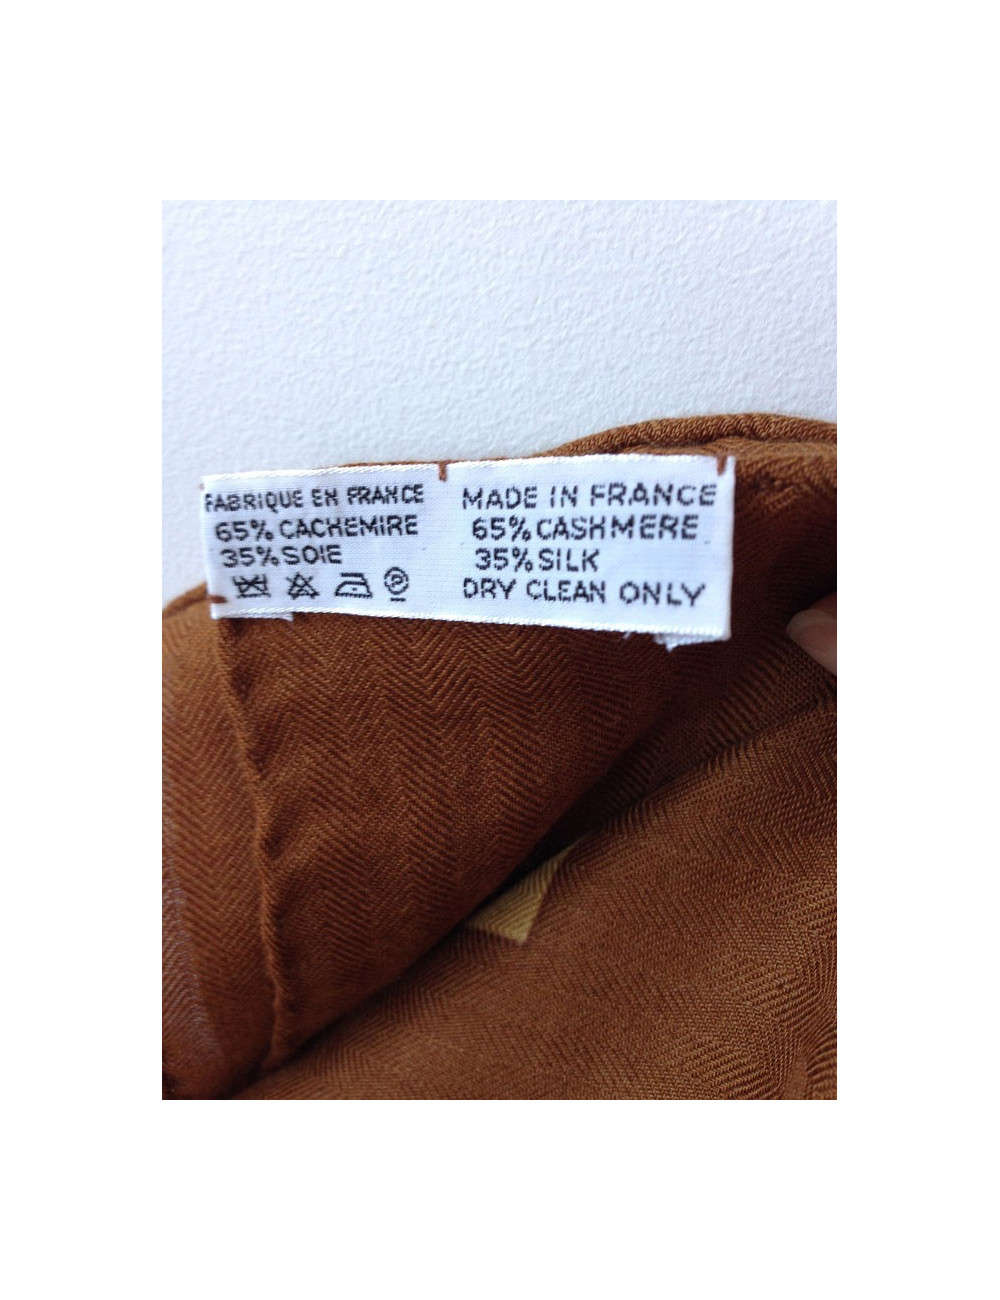 FABRIQUE EN FRANCE
65% CACHEMIRE
35% SOIE
MADE IN FRANCE
65% CASHMERE
35% SILK
DRY CLEAN ONLY